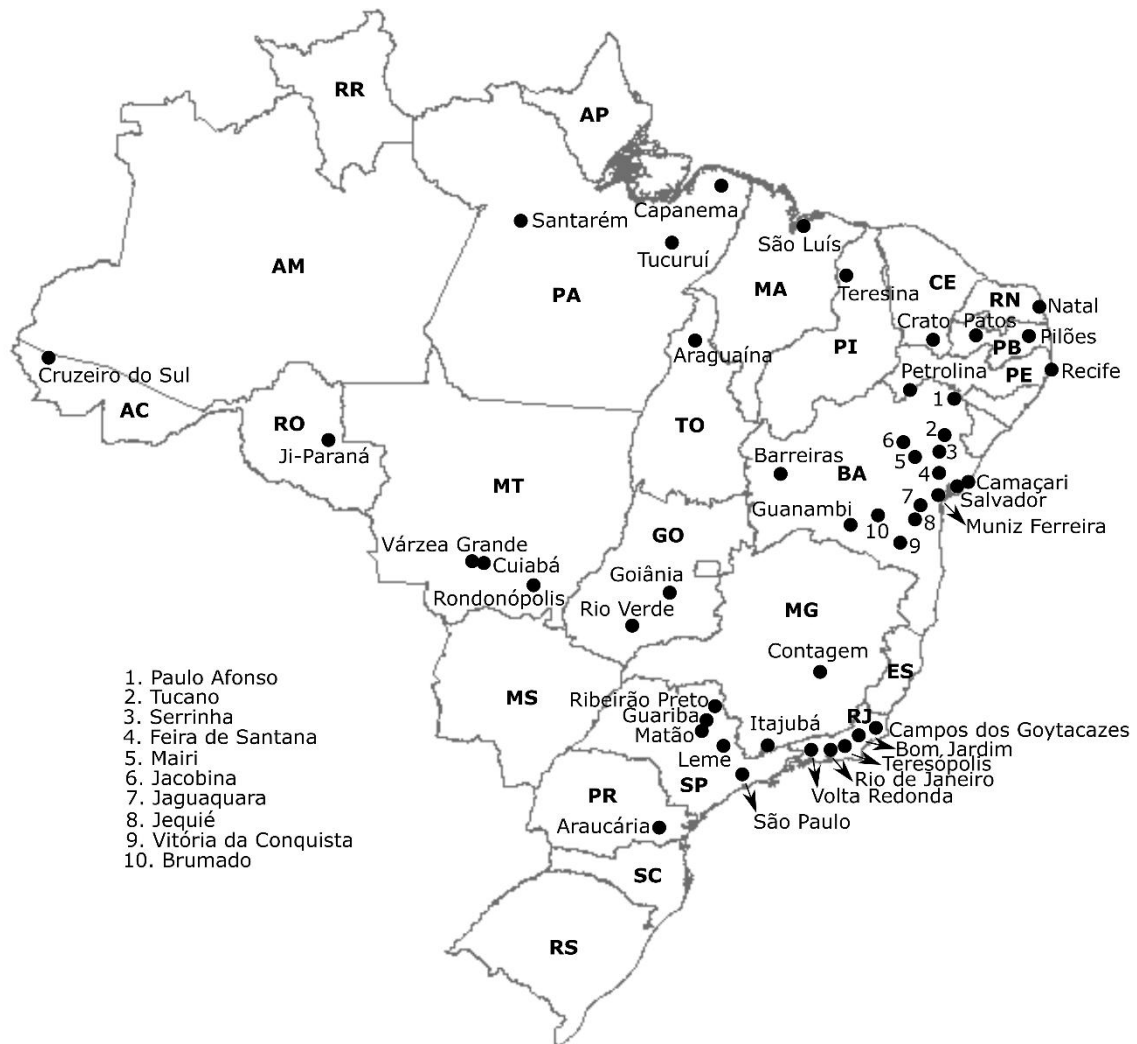 RR
AP
Capanema
Santarém
São Luís
Tucuruí
AM
PA
MA
Teresina
CE
RN
Natal
Crato
Patos
Pilões
PB
Araguaína
PI
Cruzeiro do Sul
Petrolina
PE
Recife
AC
1
RO
TO
2
6
3
Ji-Paraná
Barreiras
BA
5
4
Camaçari
MT
Salvador
7
Guanambi
10
8
Muniz Ferreira
GO
9
Várzea Grande
Cuiabá
Goiânia
Rondonópolis
Rio Verde
MG
Contagem
ES
1. Paulo Afonso
2. Tucano
3. Serrinha
4. Feira de Santana
5. Mairi
6. Jacobina
7. Jaguaquara
8. Jequié
9. Vitória da Conquista
10. Brumado
MS
Ribeirão Preto
Guariba
Matão
Itajubá
RJ
Campos dos Goytacazes
Bom Jardim
Leme
Teresópolis
Rio de Janeiro
SP
Volta Redonda
PR
São Paulo
Araucária
SC
RS